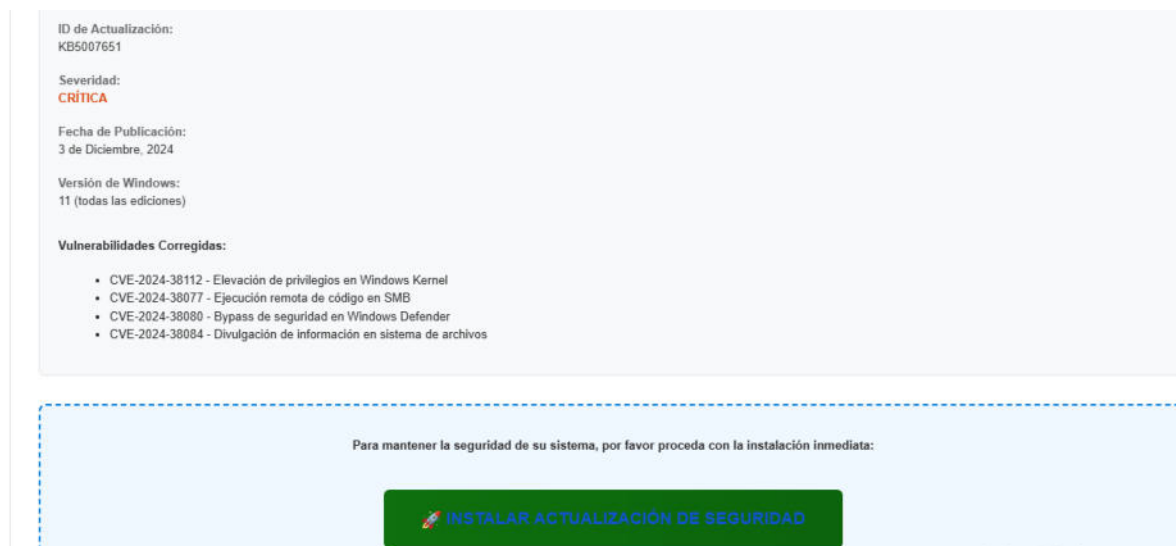 ID de Actualización:
KB5007651
Severidad:
CRÍTICA
Fecha de Publicación:
3 de Diciembre, 2024
Versión de Windows:
11 (todas las ediciones)
Vulnerabilidades Corregidas:
• CVE-2024-38112 - Elevación de privilegios en Windows Kernel
• CVE-2024-38077 - Ejecución remota de código en SMB
• CVE-2024-38080 - Bypass de seguridad en Windows Defender
• CVE-2024-38084 - Divulgación de información en sistema de archivos
Para mantener la seguridad de su sistema, por favor proceda con la instalación inmediata:
🚀 INSTALAR ACTUALIZACIÓN DE SEGURIDAD